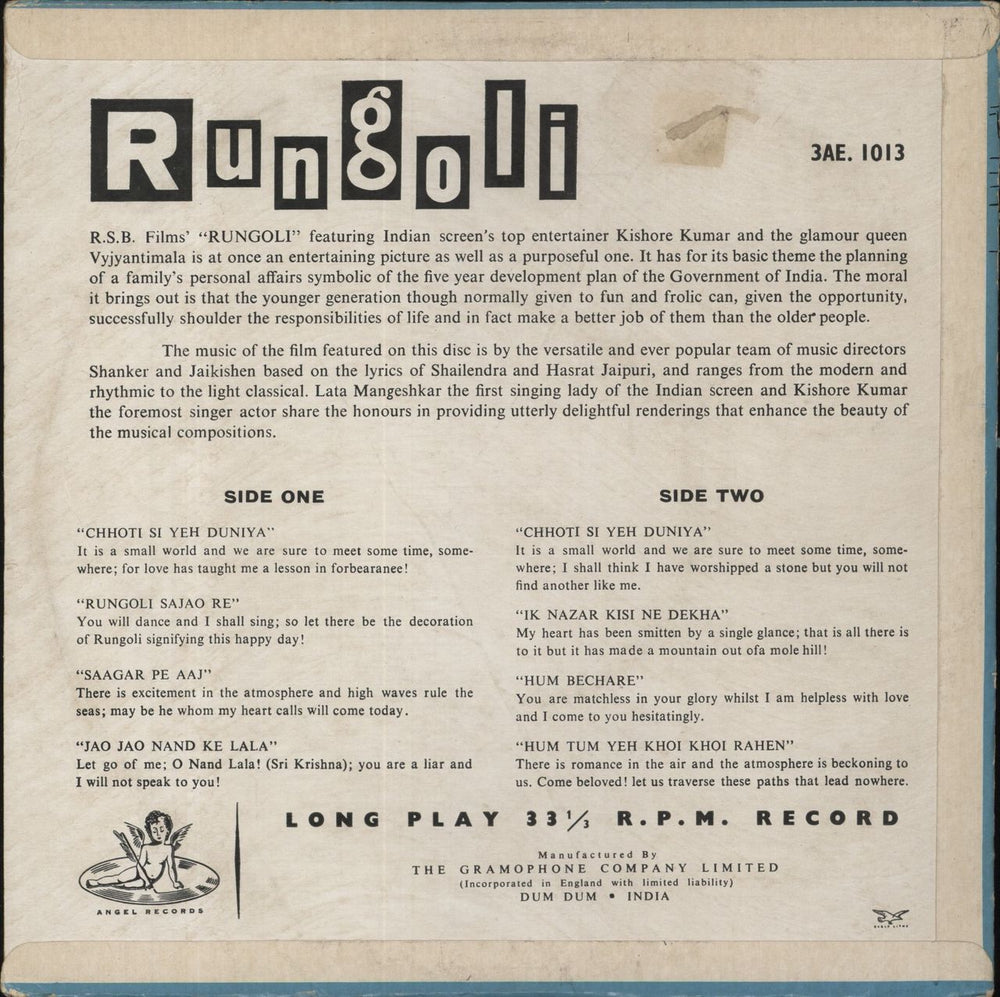 Rungoli
3AE. 1013
R.S.B. Films' “RUNGOLI” featuring Indian screen's top entertainer Kishore Kumar and the glamour queen
Vyjyantimala is at once an entertaining picture as well as a purposeful one. It has for its basic theme the planning
of a family's personal affairs symbolic of the five year development plan of the Government of India. The moral
it brings out is that the younger generation though normally given to fun and frolic can, given the opportunity,
successfully shoulder the responsibilities of life and in fact make a better job of them than the older people.
The music of the film featured on this disc is by the versatile and ever popular team of music directors
Shanker and Jaikishen based on the lyrics of Shailendra and Hasrat Jaipuri, and ranges from the modern and
rhythmic to the light classical. Lata Mangeshkar the first singing lady of the Indian screen and Kishore Kumar
the foremost singer actor share the honours in providing utterly delightful renderings that enhance the beauty of
the musical compositions.
SIDE ONE
“CHHOTI SI YEH DUNIYA”
It is a small world and we are sure to meet some time, some-
where; for love has taught me a lesson in forbearanee!
“RUNGOLI SAJAO RE”
You will dance and I shall sing; so let there be the decoration
of Rungoli signifying this happy day!
“SAAGAR PE AAJ”
There is excitement in the atmosphere and high waves rule the
seas; may be he whom my heart calls will come today.
“JAO JAO NAND KE LALA”
Let go of me; O Nand Lala! (Sri Krishna); you are a liar and
I will not speak to you!
SIDE TWO
“CHHOTI SI YEH DUNIYA”
It is a small world and we are sure to meet some time, some-
where; I shall think I have worshipped a stone but you will not
find another like me.
“IK NAZAR KISI NE DEKHA”
My heart has been smitten by a single glance; that is all there is
to it but it has made a mountain out ofa mole hill!
“HUM BECHARE”
You are matchless in your glory whilst I am helpless with love
and I come to you hesitatingly.
“HUM TUM YEH KHOI KHOI RAHEN”
There is romance in the air and the atmosphere is beckoning to
us. Come beloved! let us traverse these paths that lead nowhere.
ANGEL RECORDS
LONG PLAY 33 1/3 R.P.M. RECORD
Manufactured By
THE GRAMOPHONE COMPANY LIMITED
(Incorporated in England with limited liability)
DUM DUM • INDIA